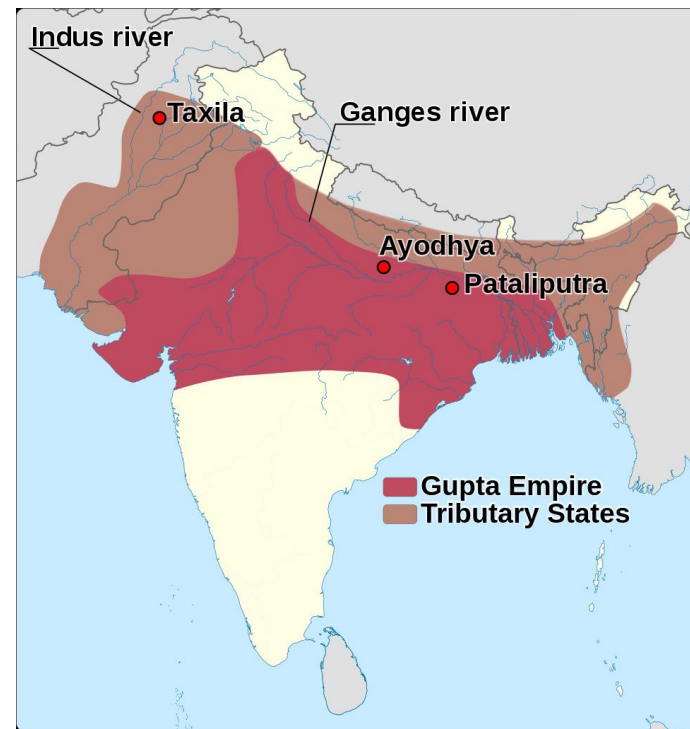 Indus river
Taxila
Ganges river
Ayodhya
Pataliputra
Gupta Empire
Tributary States